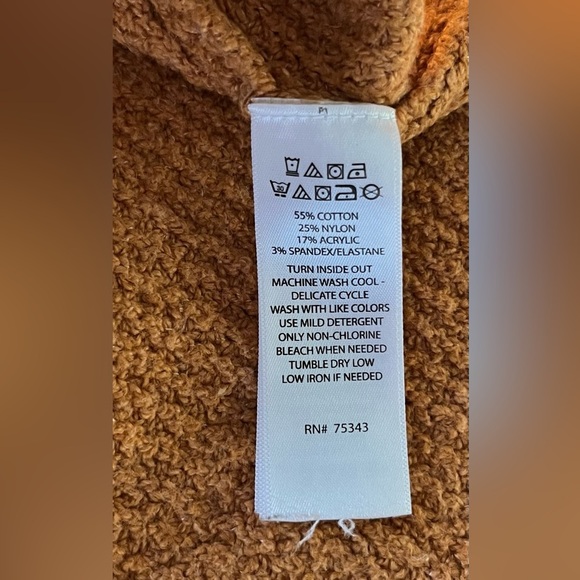 M
30
55% COTTON
25% NYLON
17% ACRYLIC
3% SPANDEX/ELASTANE
TURN INSIDE OUT
MACHINE WASH COOL -
DELICATE CYCLE
WASH WITH LIKE COLORS
USE MILD DETERGENT
ONLY NON-CHLORINE
BLEACH WHEN NEEDED
TUMBLE DRY LOW
LOW IRON IF NEEDED
RN# 75343